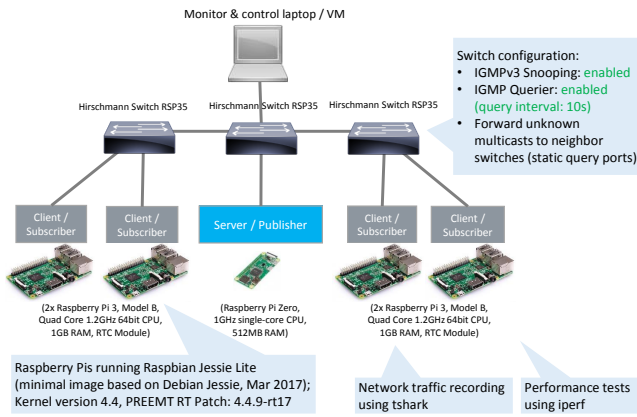 Monitor & control laptop / VM
Switch configuration:
• IGMPv3 Snooping: enabled
• IGMP Querier: enabled
(query interval: 10s)
• Forward unknown
multicasts to neighbor
switches (static query ports)
Hirschmann Switch RSP35
Hirschmann Switch RSP35
Hirschmann Switch RSP35
Client /
Subscriber
Client /
Subscriber
Server / Publisher
Client /
Subscriber
Client /
Subscriber
(2x Raspberry Pi 3, Model B,
Quad Core 1.2GHz 64bit CPU,
1GB RAM, RTC Module)
(Raspberry Pi Zero,
1GHz single-core CPU,
512MB RAM)
(2x Raspberry Pi 3, Model B,
Quad Core 1.2GHz 64bit CPU,
1GB RAM, RTC Module)
Raspberry Pis running Raspbian Jessie Lite
(minimal image based on Debian Jessie, Mar 2017);
Kernel version 4.4, PREEMT RT Patch: 4.4.9-rt17
Network traffic recording
using tshark
Performance tests
using iperf